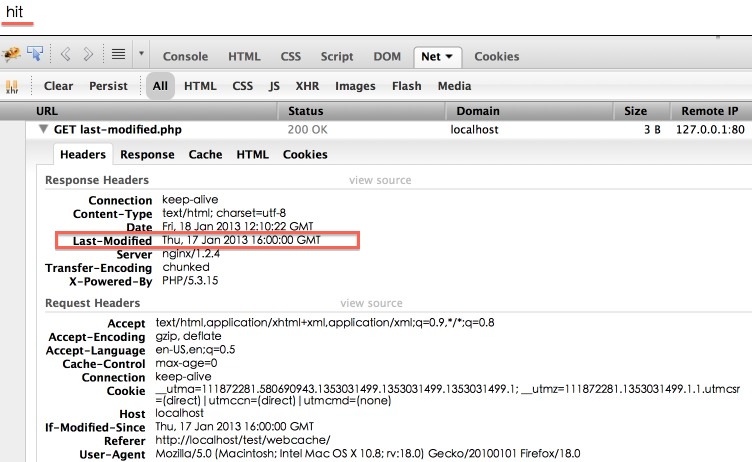 hit
Console HTML CSS Script DOM Net Cookies
xhr Clear Persist All HTML CSS JS XHR Images Flash Media
URL Status Domain Size Remote IP
GET last-modified.php 200 OK localhost 3 B 127.0.0.1:80
Headers Response Cache HTML Cookies
Response Headers view source
Connection keep-alive
Content-Type text/html; charset=utf-8
Date Fri, 18 Jan 2013 12:10:22 GMT
Last-Modified Thu, 17 Jan 2013 16:00:00 GMT
Server nginx/1.2.4
Transfer-Encoding chunked
X-Powered-By PHP/5.3.15
Request Headers view source
Accept text/html,application/xhtml+xml,application/xml;q=0.9,*/*;q=0.8
Accept-Encoding gzip, deflate
Accept-Language en-US,en;q=0.5
Cache-Control max-age=0
Connection keep-alive
Cookie __utma=111872281.580690943.1353031499.1353031499.1353031499.1; __utmz=111872281.1353031499.1.1.utmcsr
=(direct)|utmccn=(direct)|utmcmd=(none)
Host localhost
If-Modified-Since Thu, 17 Jan 2013 16:00:00 GMT
Referer http://localhost/test/webcache/
User-Agent Mozilla/5.0 (Macintosh; Intel Mac OS X 10.8; rv:18.0) Gecko/20100101 Firefox/18.0